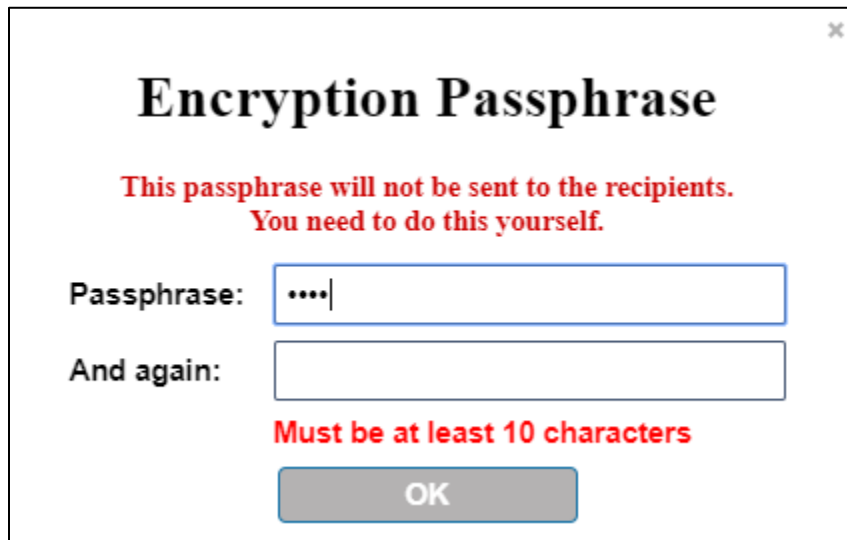 Encryption Passphrase
This passphrase will not be sent to the recipients.
You need to do this yourself.
Passphrase: ••••
And again:
Must be at least 10 characters
OK